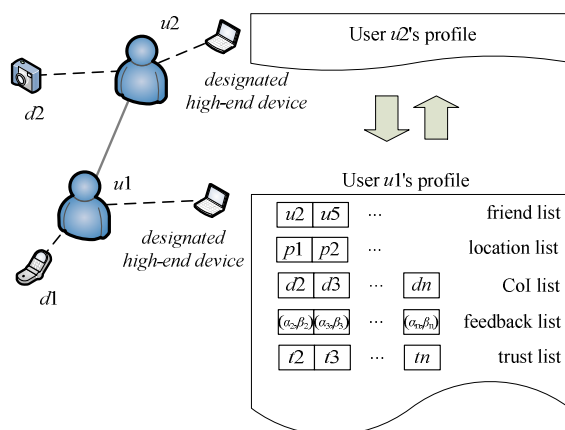 u2
User u2's profile
designated
high-end device
d2
u1
User u1's profile
designated
high-end device
d1
u2 u5 ... friend list
p1 p2 ... location list
d2 d3 ... dn CoI list
(α2,β2) (α3,β3) ... (αn,βn) feedback list
t2 t3 ... tn trust list